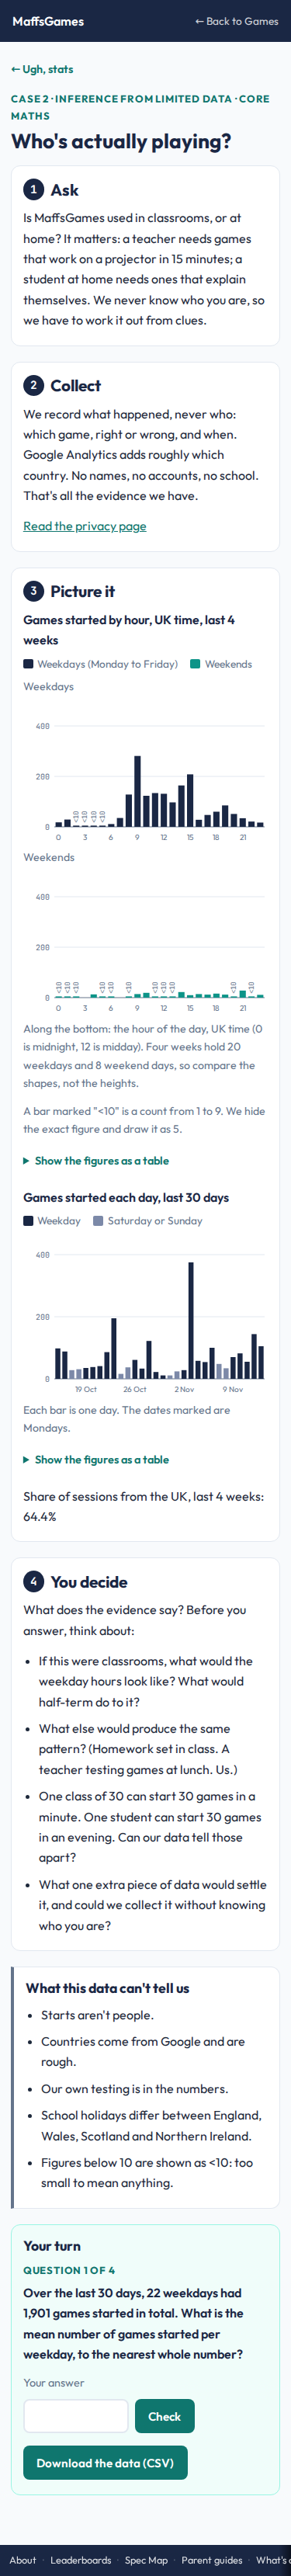 MaffsGames
← Back to Games
← Ugh, stats
CASE 2 · INFERENCE FROM LIMITED DATA · CORE
MATHS
Who's actually playing?
1 Ask
Is MaffsGames used in classrooms, or at
home? It matters: a teacher needs games
that work on a projector in 15 minutes; a
student at home needs ones that explain
themselves. We never know who you are, so
we have to work it out from clues.
2 Collect
We record what happened, never who:
which game, right or wrong, and when.
Google Analytics adds roughly which
country. No names, no accounts, no school.
That's all the evidence we have.
Read the privacy page
3 Picture it
Games started by hour, UK time, last 4
weeks
Weekdays (Monday to Friday) Weekends
Weekdays
400
200
0
<10 <10 <10 <10
0 3 6 9 12 15 18 21
Weekends
400
200
0
<10 <10 <10 <10 <10 <10 <10 <10 <10 <10 <10
0 3 6 9 12 15 18 21
Along the bottom: the hour of the day, UK time (0
is midnight, 12 is midday). Four weeks hold 20
weekdays and 8 weekend days, so compare the
shapes, not the heights.
A bar marked "<10" is a count from 1 to 9. We hide
the exact figure and draw it as 5.
▶ Show the figures as a table
Games started each day, last 30 days
Weekday Saturday or Sunday
400
200
0
19 Oct 26 Oct 2 Nov 9 Nov
Each bar is one day. The dates marked are
Mondays.
▶ Show the figures as a table
Share of sessions from the UK, last 4 weeks:
64.4%
4 You decide
What does the evidence say? Before you
answer, think about:
• If this were classrooms, what would the
weekday hours look like? What would
half-term do to it?
• What else would produce the same
pattern? (Homework set in class. A
teacher testing games at lunch. Us.)
• One class of 30 can start 30 games in a
minute. One student can start 30 games
in an evening. Can our data tell those
apart?
• What one extra piece of data would settle
it, and could we collect it without knowing
who you are?
What this data can't tell us
• Starts aren't people.
• Countries come from Google and are
rough.
• Our own testing is in the numbers.
• School holidays differ between England,
Wales, Scotland and Northern Ireland.
• Figures below 10 are shown as <10: too
small to mean anything.
Your turn
QUESTION 1 OF 4
Over the last 30 days, 22 weekdays had
1,901 games started in total. What is the
mean number of games started per
weekday, to the nearest whole number?
Your answer
Check
Download the data (CSV)
About · Leaderboards · Spec Map · Parent guides · What's